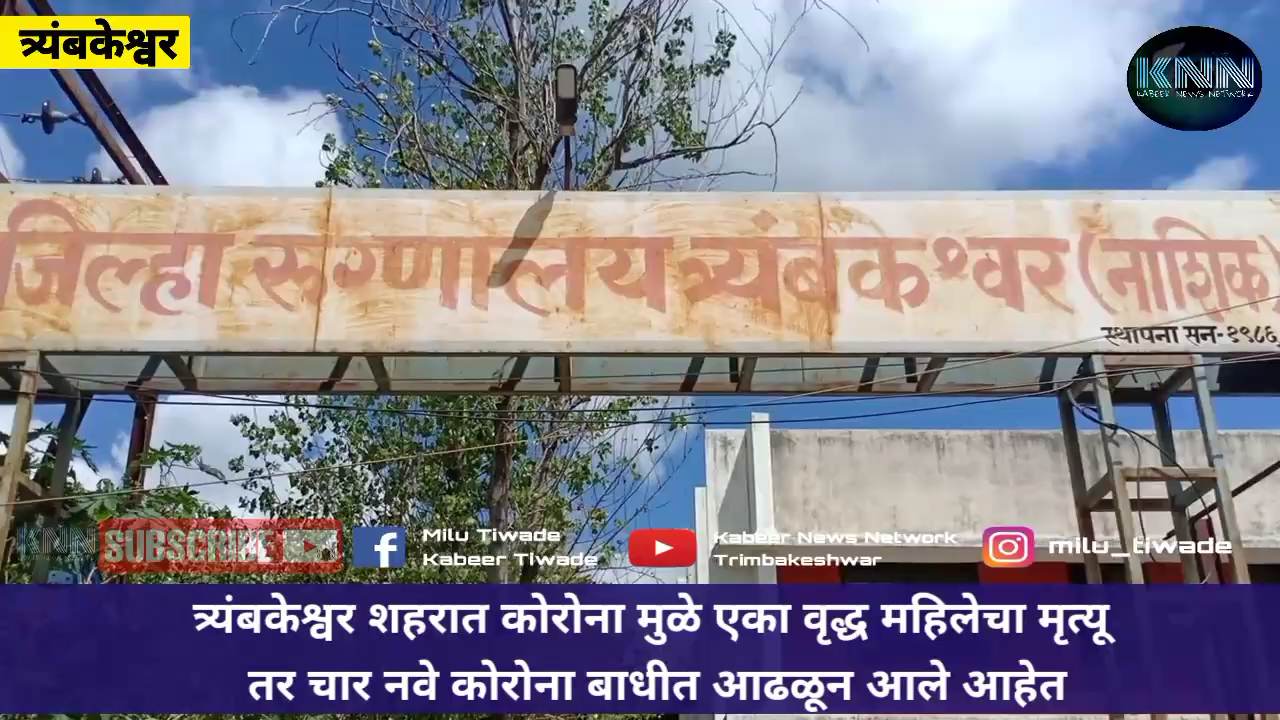 त्र्यंबकेश्वर
KNN
KABEER NEWS NETWORK
जिल्हा रुग्णालय त्र्यंबकेश्वर (नाशिक)
स्थापना सन-१९८६
KNN
SUBSCRIBE
Milu Tiwade
Kabeer Tiwade
Kabeer News Network
Trimbakeshwar
milu_tiwade
त्र्यंबकेश्वर शहरात कोरोना मुळे एका वृद्ध महिलेचा मृत्यू
तर चार नवे कोरोना बाधीत आढळून आले आहेत